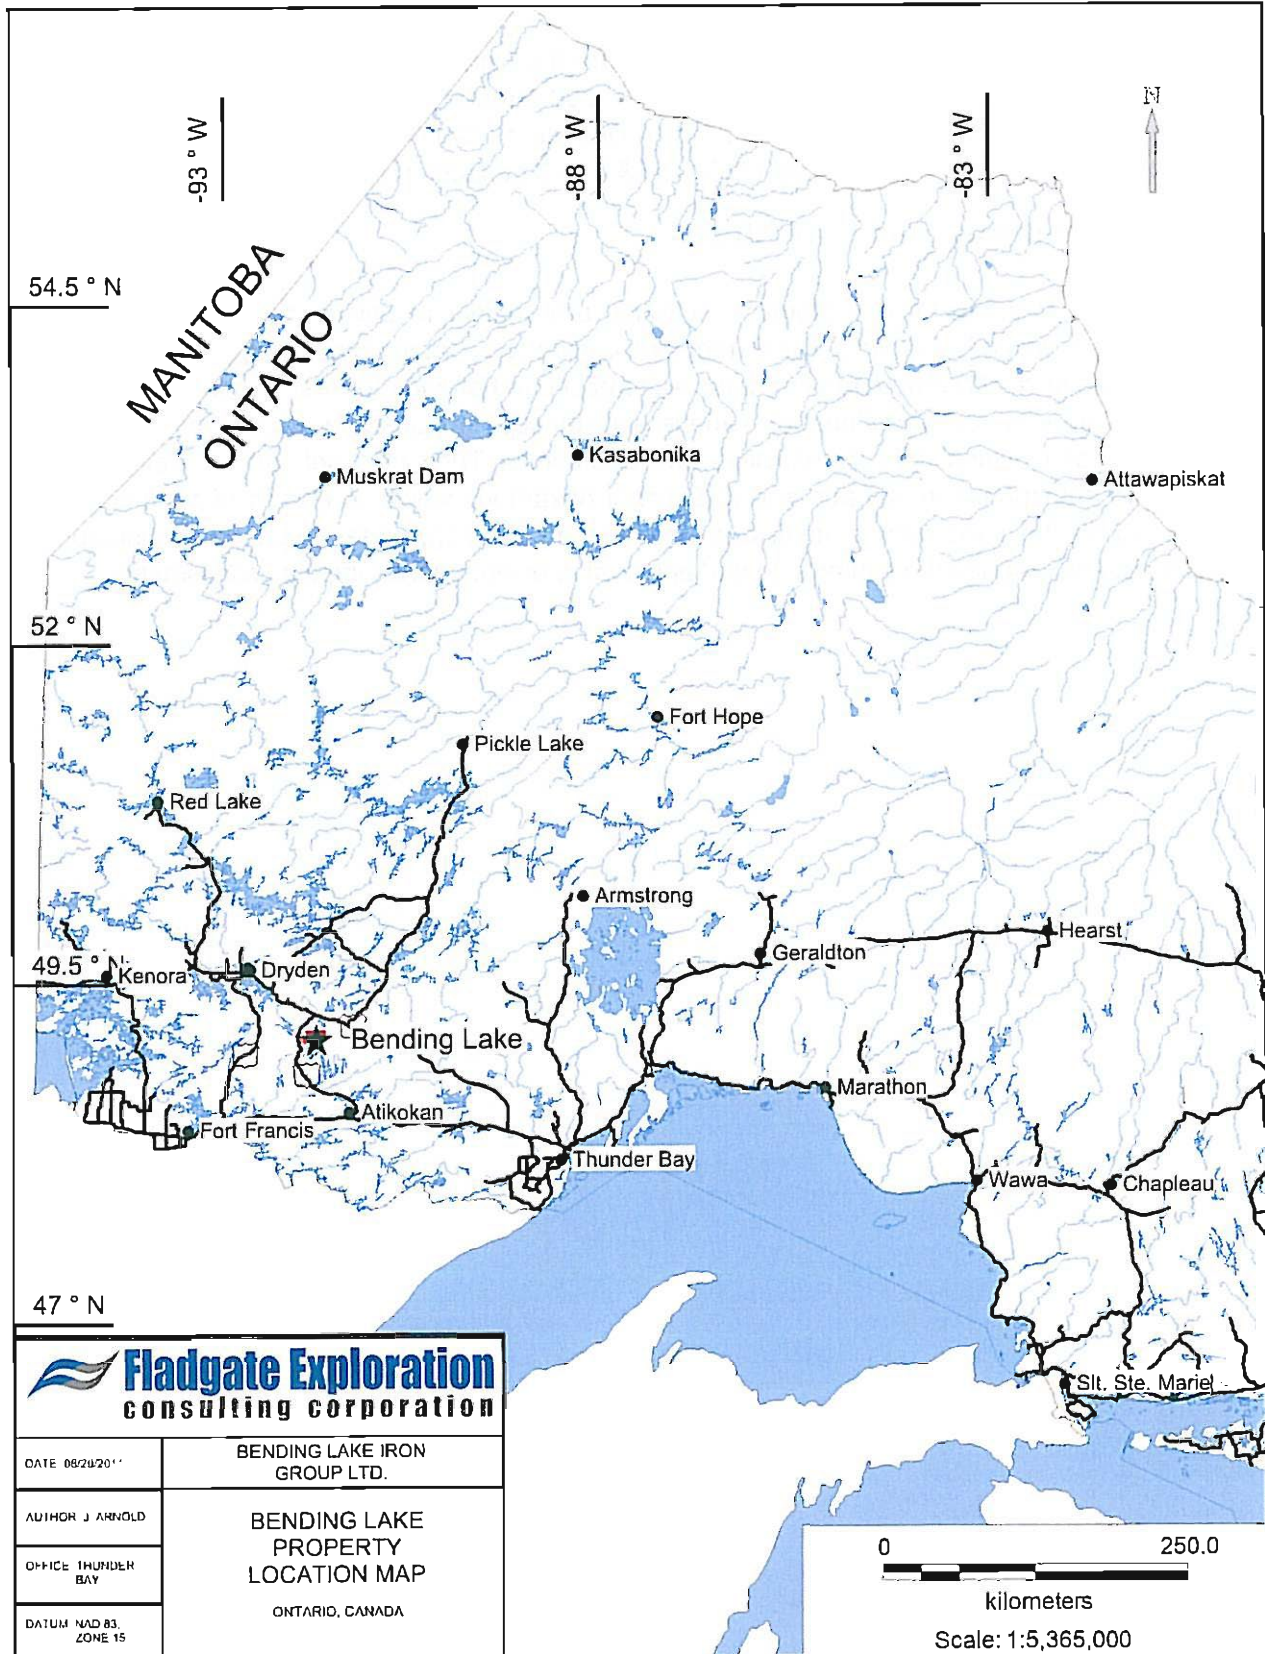 N
-93 ° W
-88 ° W
-83 ° W
54.5 ° N
MANITOBA
ONTARIO
Kasabonika
Muskrat Dam
Attawapiskat
52 ° N
Fort Hope
Pickle Lake
Red Lake
Armstrong
Hearst
Geraldton
49.5 ° N
Kenora
Dryden
Bending Lake
Marathon
Atikokan
Fort Francis
Thunder Bay
Wawa
Chapleau
47 ° N
Slt. Ste. Marie
Fladgate Exploration
consulting corporation
DATE
BENDING LAKE IRON
GROUP LTD.
AUTHOR J ARNOLD
BENDING LAKE
PROPERTY
LOCATION MAP
ONTARIO, CANADA
OFFICE THUNDER
BAY
DATUM NAD 83,
ZONE 15
0 250.0
kilometers
Scale: 1:5,365,000